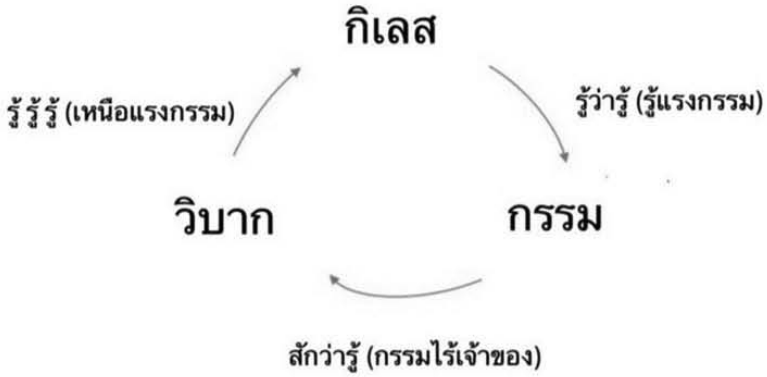 กิเลส
รู้ รู้ รู้ (เหนือแรงกรรม)
รู้ว่ารู้ (รู้แรงกรรม)
วิบาก
กรรม
สักว่ารู้ (กรรมไร้เจ้าของ)